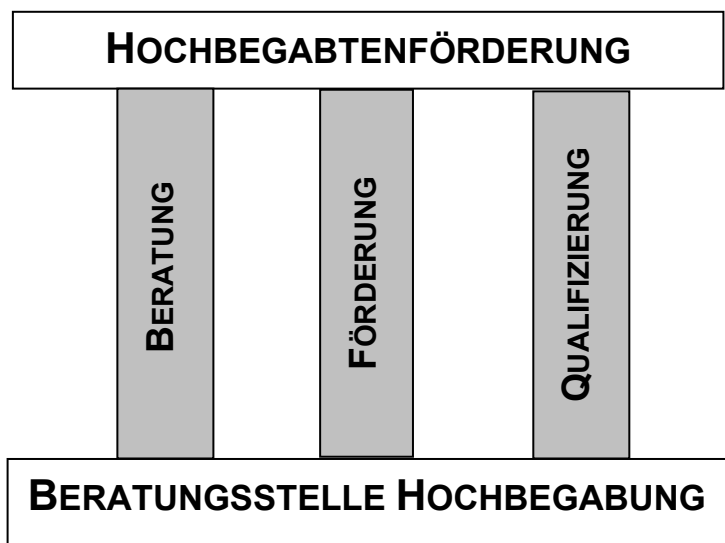 HOCHBEGABTENFÖRDERUNG
BERATUNG
FÖRDERUNG
QUALIFIZIERUNG
BERATUNGSSTELLE HOCHBEGABUNG